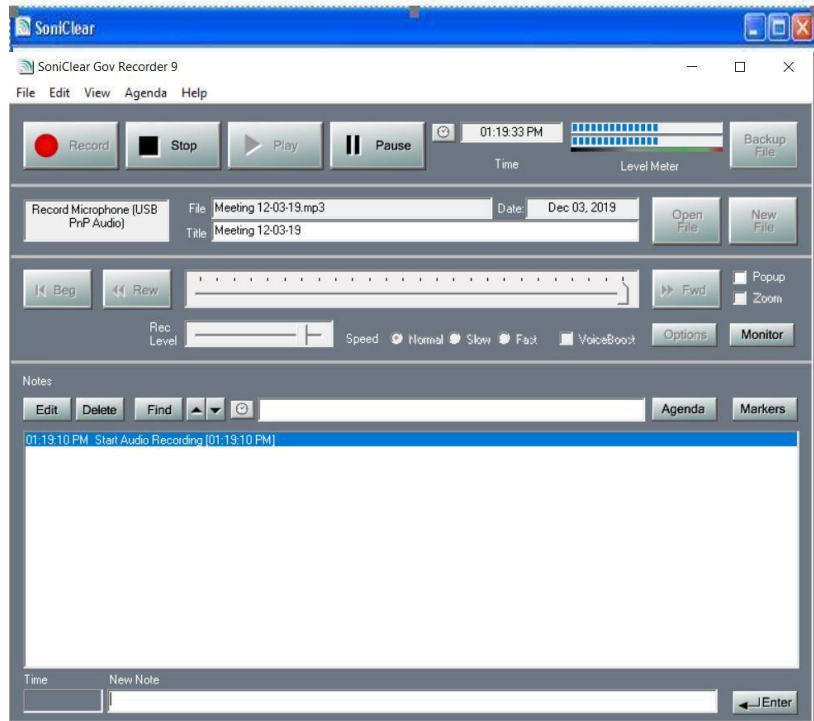 SoniClear
SoniClear Gov Recorder 9
File Edit View Agenda Help
Record Stop Play Pause 01:19:33 PM Backup File
Time Level Meter
Record Microphone (USB PnP Audio)
File Meeting 12-03-19.mp3 Date: Dec 03, 2019
Title Meeting 12-03-19
Open File New File
Beg Rew Fwd Popup
Zoom
Rec Level Speed Normal Slow Fast VoiceBoost Options Monitor
Notes
Edit Delete Find Agenda Markers
01:19:10 PM Start Audio Recording [01:19:10 PM]
Time New Note
Enter